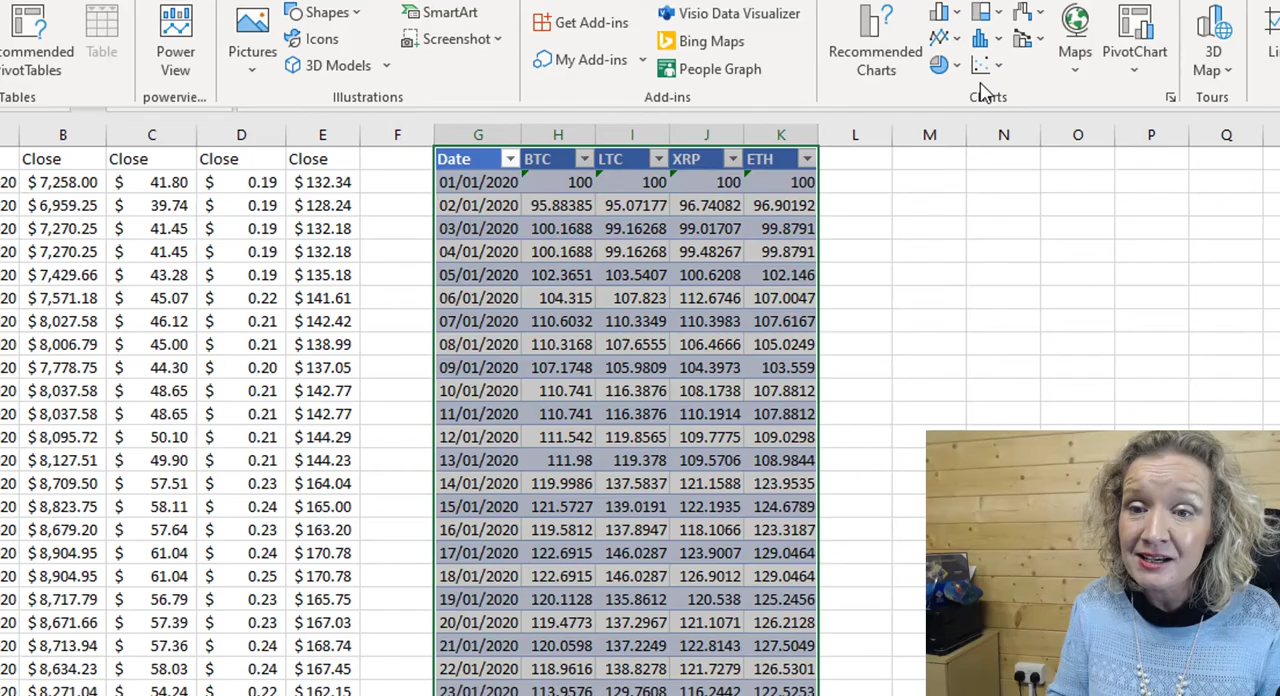 Shapes
SmartArt
Get Add-ins
Visio Data Visualizer
Icons
Screenshot
Bing Maps
3D Models
My Add-ins
People Graph
commended
ivotTables
Table
Power
View
Pictures
Recommended
Charts
Maps
PivotChart
3D
Map
Li
Tables
powervie...
Illustrations
Add-ins
Charts
Tours
B C D E F G H I J K L M N O P Q
Close Close Close Close Date BTC LTC XRP ETH
20 $ 7,258.00 $ 41.80 $ 0.19 $ 132.34 01/01/2020 100 100 100 100
20 $ 6,959.25 $ 39.74 $ 0.19 $ 128.24 02/01/2020 95.88385 95.07177 96.74082 96.90192
20 $ 7,270.25 $ 41.45 $ 0.19 $ 132.18 03/01/2020 100.1688 99.16268 99.01707 99.8791
20 $ 7,270.25 $ 41.45 $ 0.19 $ 132.18 04/01/2020 100.1688 99.16268 99.48267 99.8791
20 $ 7,429.66 $ 43.28 $ 0.19 $ 135.18 05/01/2020 102.3651 103.5407 100.6208 102.146
20 $ 7,571.18 $ 45.07 $ 0.22 $ 141.61 06/01/2020 104.315 107.823 112.6746 107.0047
20 $ 8,027.58 $ 46.12 $ 0.21 $ 142.42 07/01/2020 110.6032 110.3349 110.3983 107.6167
20 $ 8,006.79 $ 45.00 $ 0.21 $ 138.99 08/01/2020 110.3168 107.6555 106.4666 105.0249
20 $ 7,778.75 $ 44.30 $ 0.20 $ 137.05 09/01/2020 107.1748 105.9809 104.3973 103.559
20 $ 8,037.58 $ 48.65 $ 0.21 $ 142.77 10/01/2020 110.741 116.3876 108.1738 107.8812
20 $ 8,037.58 $ 48.65 $ 0.21 $ 142.77 11/01/2020 110.741 116.3876 110.1914 107.8812
20 $ 8,095.72 $ 50.10 $ 0.21 $ 144.29 12/01/2020 111.542 119.8565 109.7775 109.0298
20 $ 8,127.51 $ 49.90 $ 0.21 $ 144.23 13/01/2020 111.98 119.378 109.5706 108.9844
20 $ 8,709.50 $ 57.51 $ 0.23 $ 164.04 14/01/2020 119.9986 137.5837 121.1588 123.9535
20 $ 8,823.75 $ 58.11 $ 0.24 $ 165.00 15/01/2020 121.5727 139.0191 122.1935 124.6789
20 $ 8,679.20 $ 57.64 $ 0.23 $ 163.20 16/01/2020 119.5812 137.8947 118.1066 123.3187
20 $ 8,904.95 $ 61.04 $ 0.24 $ 170.78 17/01/2020 122.6915 146.0287 123.9007 129.0464
20 $ 8,904.95 $ 61.04 $ 0.25 $ 170.78 18/01/2020 122.6915 146.0287 126.9012 129.0464
20 $ 8,717.79 $ 56.79 $ 0.23 $ 165.75 19/01/2020 120.1128 135.8612 120.538 125.2456
20 $ 8,671.66 $ 57.39 $ 0.23 $ 167.03 20/01/2020 119.4773 137.2967 121.1071 126.2128
20 $ 8,713.94 $ 57.36 $ 0.24 $ 168.74 21/01/2020 120.0598 137.2249 122.8143 127.5049
20 $ 8,634.23 $ 58.03 $ 0.24 $ 167.45 22/01/2020 118.9616 138.8278 121.7279 126.5301
20 $ 8,271.04 $ 54.24 $ 0.22 $ 162.15 23/01/2020 113.9576 129.7608 116.2442 122.5253